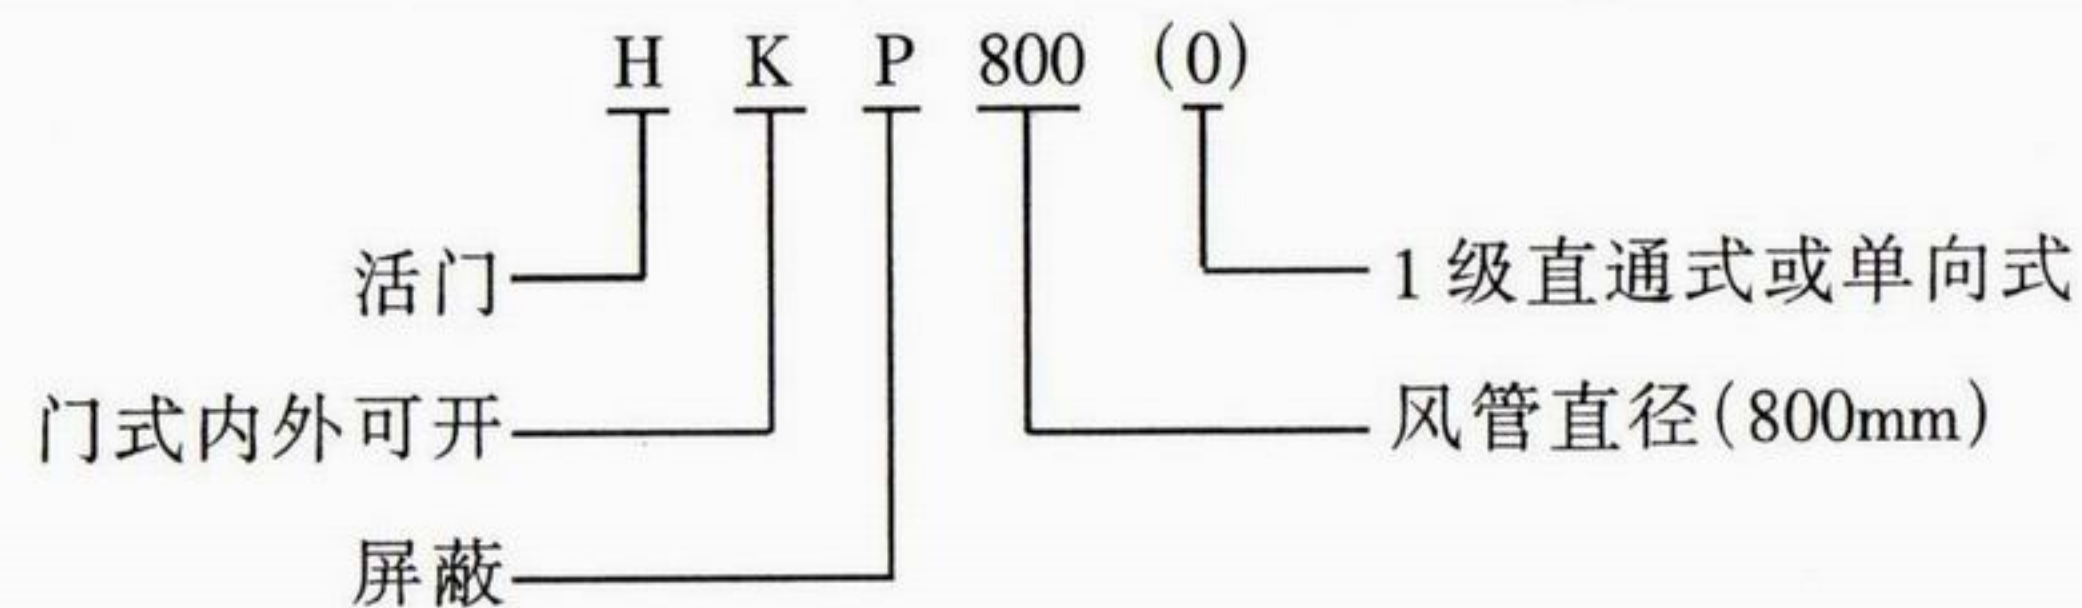 H K P 800 (0)
活门
1级直通式或单向式
门式内外可开
风管直径(800mm)
屏蔽